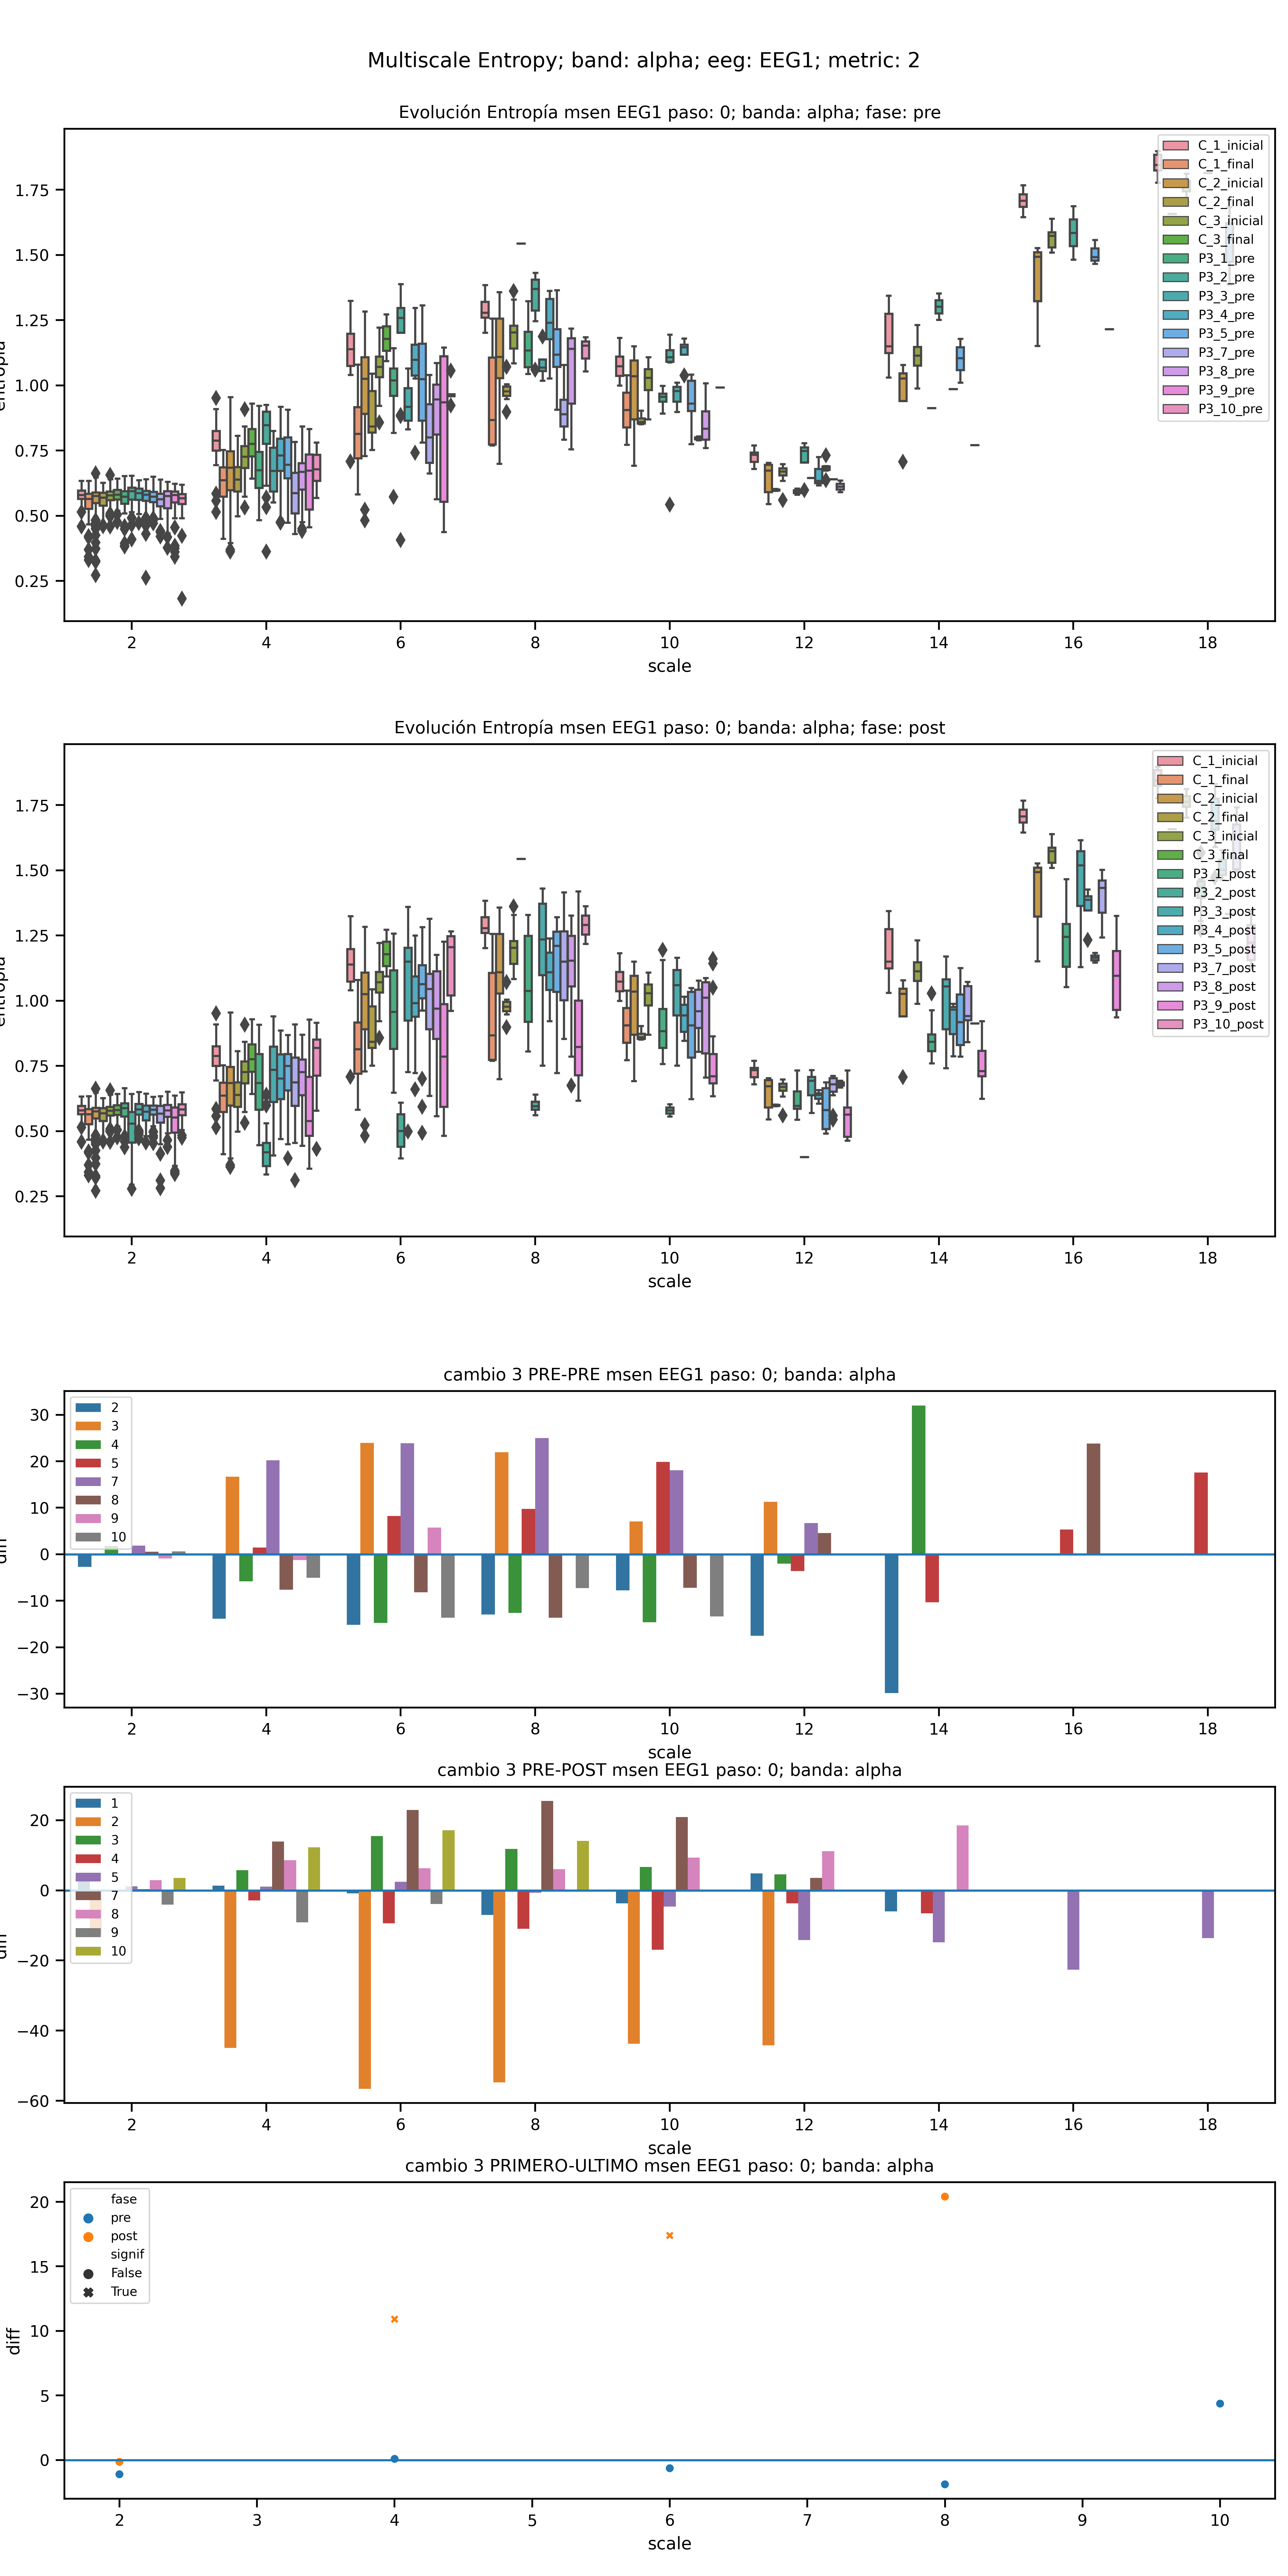 Multiscale Entropy; band: alpha; eeg: EEG1; metric: 2
Evolución Entropía msen EEG1 paso: 0; banda: alpha; fase: pre
1.75
1.50
1.25
1.00
0.75
0.50
0.25
C_1_inicial
C_1_final
C_2_inicial
C_2_final
C_3_inicial
C_3_final
P3_1_pre
P3_2_pre
P3_3_pre
P3_4_pre
P3_5_pre
P3_7_pre
P3_8_pre
P3_9_pre
P3_10_pre
2 4 6 8 10 12 14 16 18
scale
Evolución Entropía msen EEG1 paso: 0; banda: alpha; fase: post
1.75
1.50
1.25
1.00
0.75
0.50
0.25
C_1_inicial
C_1_final
C_2_inicial
C_2_final
C_3_inicial
C_3_final
P3_1_post
P3_2_post
P3_3_post
P3_4_post
P3_5_post
P3_7_post
P3_8_post
P3_9_post
P3_10_post
2 4 6 8 10 12 14 16 18
scale
cambio 3 PRE-PRE msen EEG1 paso: 0; banda: alpha
30
20
10
0
−10
−20
−30
2
3
4
5
7
8
9
10
2 4 6 8 10 12 14 16 18
scale
cambio 3 PRE-POST msen EEG1 paso: 0; banda: alpha
20
0
−20
−40
−60
1
2
3
4
5
7
8
9
10
2 4 6 8 10 12 14 16 18
scale
cambio 3 PRIMERO-ULTIMO msen EEG1 paso: 0; banda: alpha
diff
20
15
10
5
0
fase
pre
post
signif
False
True
2 3 4 5 6 7 8 9 10
scale